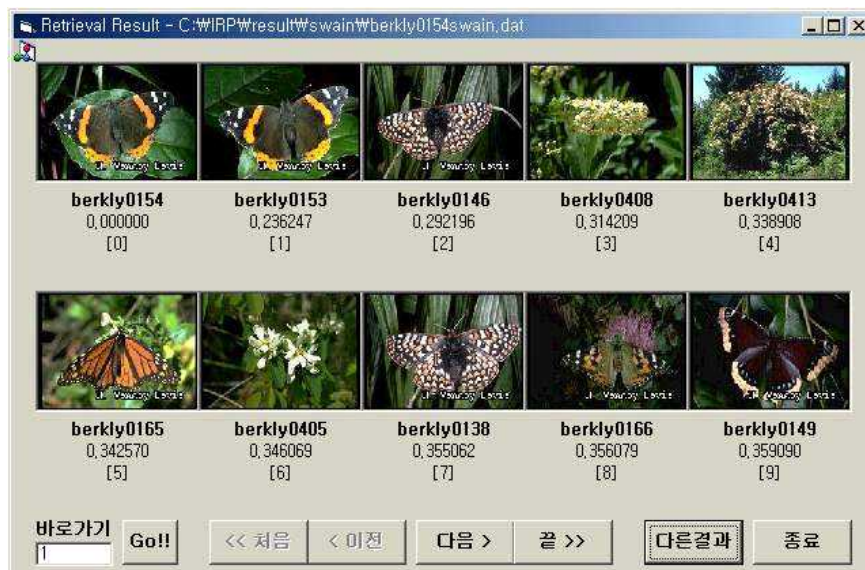 Retrieval Result - C:₩IRP₩result₩swain₩berkly0154swain.dat
berkly0154 berkly0153 berkly0146 berkly0408 berkly0413
0,000000 0,236247 0,292196 0,314209 0,338908
[0] [1] [2] [3] [4]
berkly0165 berkly0405 berkly0138 berkly0166 berkly0149
0,342570 0,346069 0,355062 0,356079 0,359090
[5] [6] [7] [8] [9]
바로가기
1 Go!! << 처음 < 이전 다음 > 끝 >> 다른결과 종료